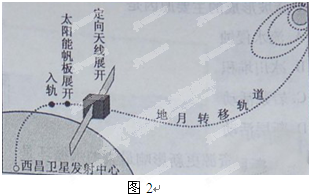 定向天线展开
太阳能帆板展开
入轨
地月转移轨道
西昌卫星发射中心
图 2